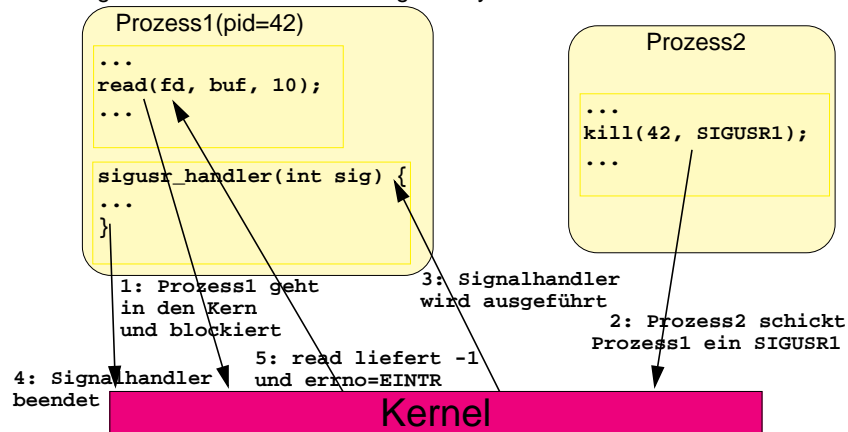 Prozess1(pid=42)
...
read(fd, buf, 10);
...
sigusr_handler(int sig) {
...
}
Prozess2
...
kill(42, SIGUSR1);
...
1: Prozess1 geht
in den Kern
und blockiert
3: Signalhandler
wird ausgeführt
2: Prozess2 schickt
Prozess1 ein SIGUSR1
5: read liefert -1
und errno=EINTR
4: Signalhandler
beendet
Kernel